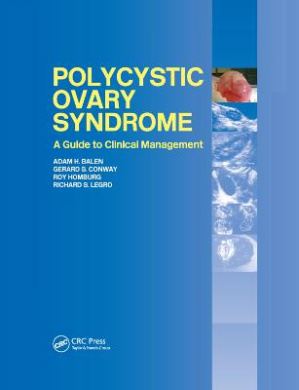 POLYCYSTIC
OVARY
SYNDROME
A Guide to Clinical Management
ADAM H. BALEN
GERARD S. CONWAY
ROY HOMBURG
RICHARD S. LEGRO
CRC CRC Press
Taylor & Francis Group